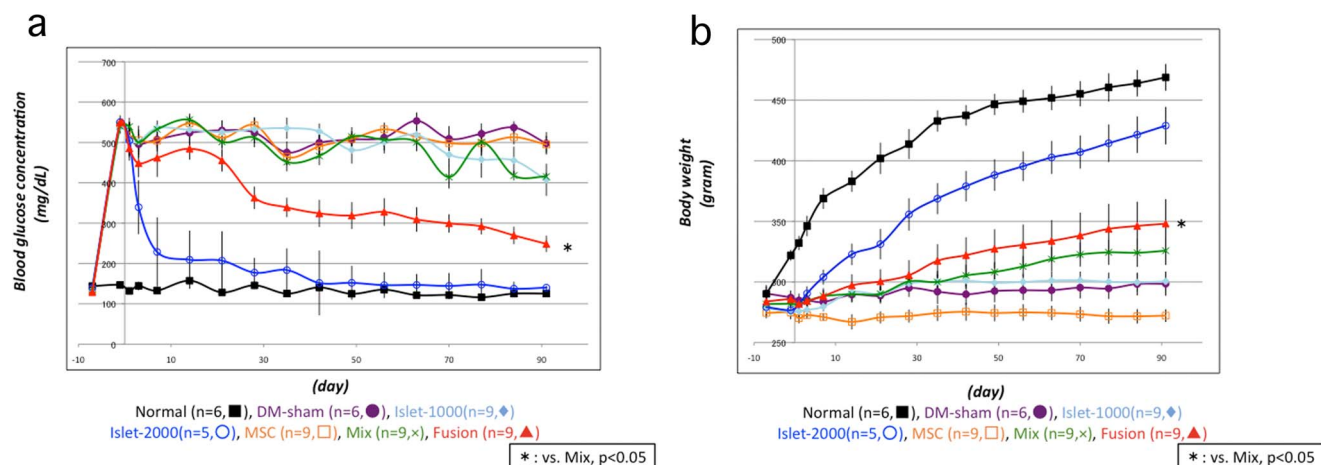 a
Blood glucose concentration
(mg/dL)
700
600
500
400
300
200
100
0
-10
10
30
50
70
90
(day)
Normal (n=6,■), DM-sham (n=6,●), Islet-1000(n=9,♦)
Islet-2000(n=5,○), MSC (n=9,□), Mix (n=9,×), Fusion (n=9,▲)
* : vs. Mix, p<0.05
*
b
Body weight
(gram)
500
450
400
350
300
250
-10
10
30
50
70
90
(day)
Normal (n=6,■), DM-sham (n=6,●), Islet-1000(n=9,♦)
Islet-2000(n=5,○), MSC (n=9,□), Mix (n=9,×), Fusion (n=9,▲)
* : vs. Mix, p<0.05
*